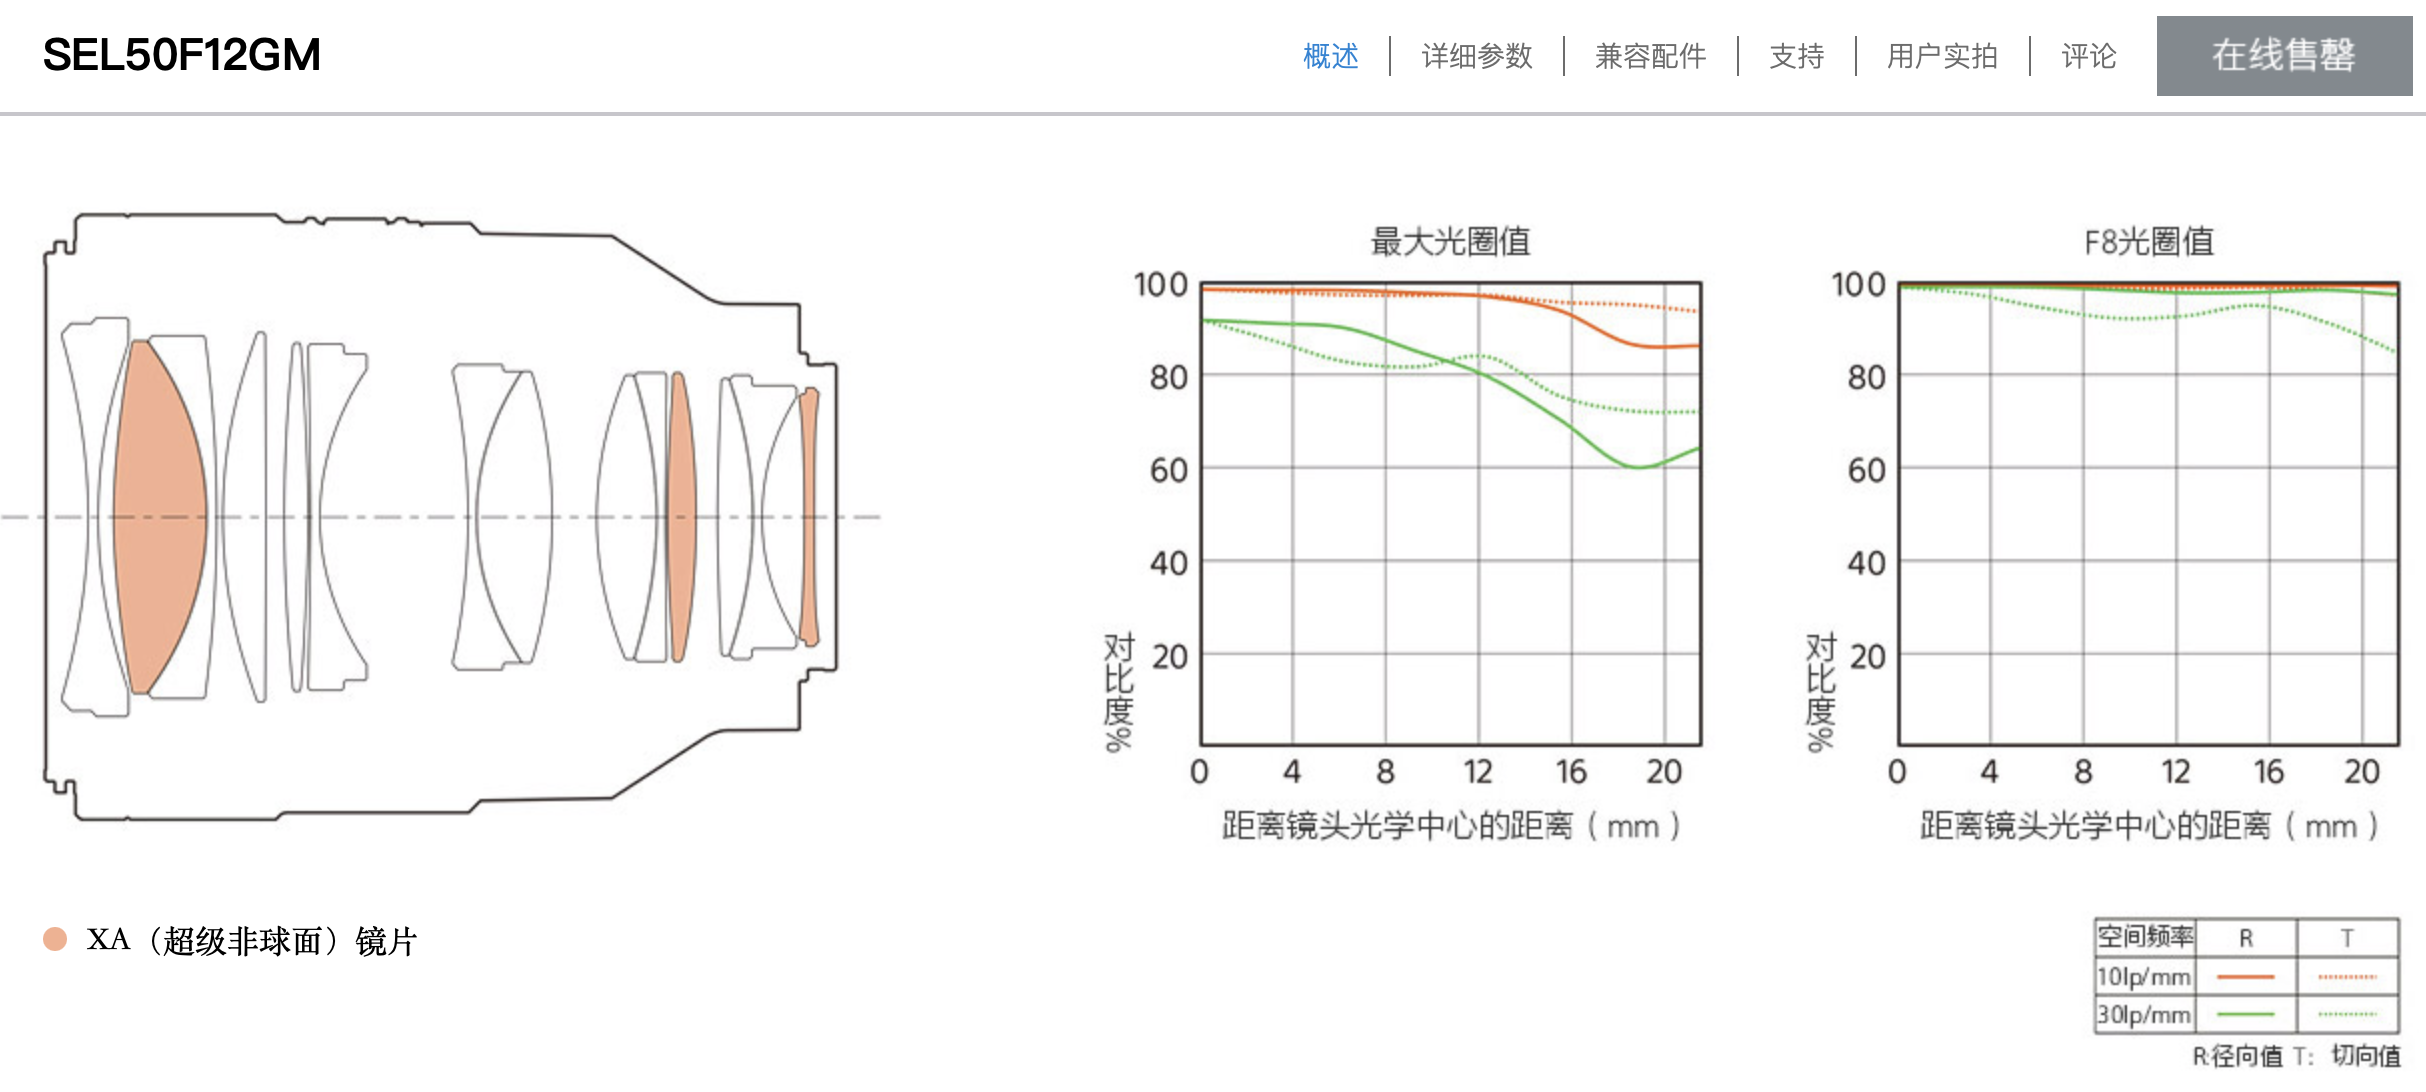 SEL50F12GM
概述 详细参数 兼容配件 支持 用户实拍 评论 在线售罄
最大光圈值
100
80
60
40
20
对比度%
0 4 8 12 16 20
距离镜头光学中心的距离（mm）
F8光圈值
100
80
60
40
20
对比度%
0 4 8 12 16 20
距离镜头光学中心的距离（mm）
XA（超级非球面）镜片
空间频率 R T
10lp/mm
30lp/mm
R:径向值 T: 切向值